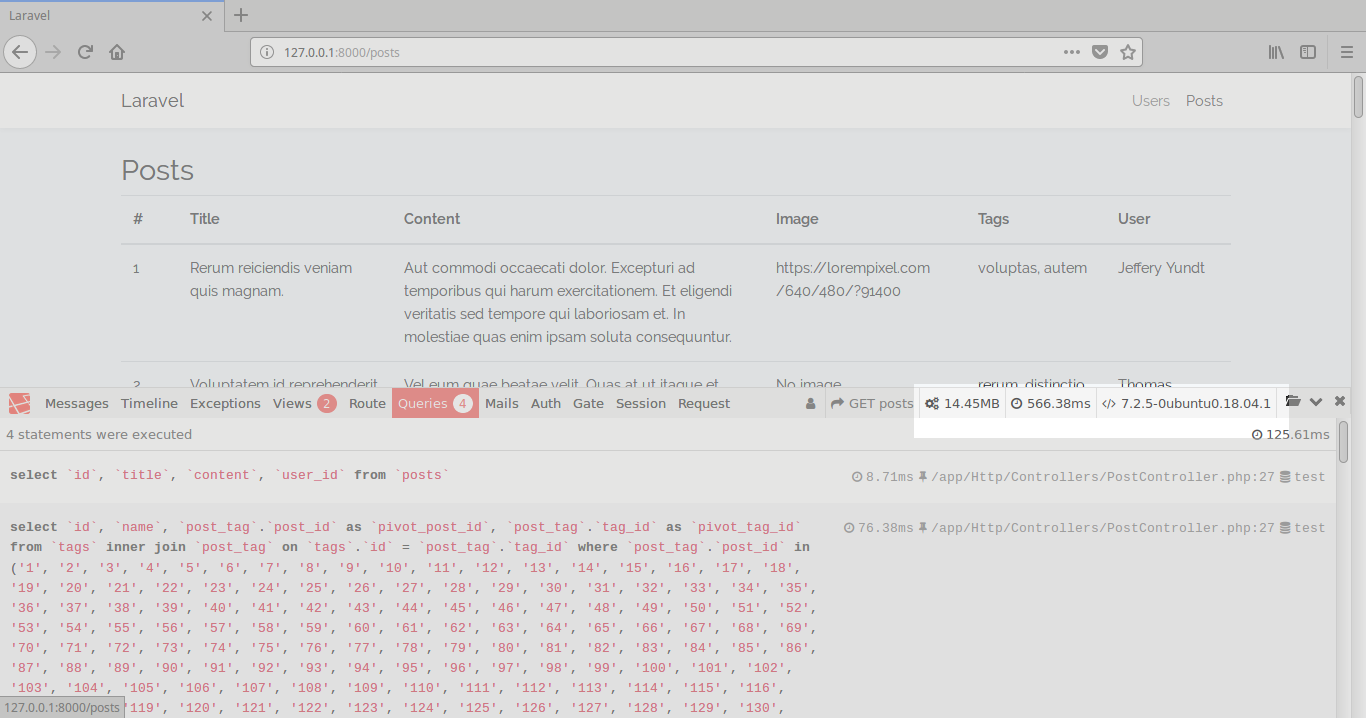 Laravel
127.0.0.1:8000/posts
Laravel
Users Posts
Posts
# Title Content Image Tags User
1 Rerum reiciendis veniam quis magnam. Aut commodi occaecati dolor. Excepturi ad https://lorempixel.com voluptas, autem Jeffery Yundt
temporibus qui harum exercitationem. Et eligendi /640/480/?91400
veritatis sed tempore qui laboriosam et. In
molestiae quas enim ipsam soluta consequuntur.
2 Voluptatem id reprehenderit Vel eum quae beatae velit. Quas at ut itaque et No image rerum, distinctio Thomas
Messages Timeline Exceptions Views 2 Route Queries 4 Mails Auth Gate Session Request GET posts 14.45MB 566.38ms 7.2.5-0ubuntu0.18.04.1
4 statements were executed 125.61ms
select `id`, `title`, `content`, `user_id` from `posts` 8.71ms /app/Http/Controllers/PostController.php:27 test
select `id`, `name`, `post_tag`.`post_id` as `pivot_post_id`, `post_tag`.`tag_id` as `pivot_tag_id` 76.38ms /app/Http/Controllers/PostController.php:27 test
from `tags` inner join `post_tag` on `tags`.`id` = `post_tag`.`tag_id` where `post_tag`.`post_id` in
('1', '2', '3', '4', '5', '6', '7', '8', '9', '10', '11', '12', '13', '14', '15', '16', '17', '18',
'19', '20', '21', '22', '23', '24', '25', '26', '27', '28', '29', '30', '31', '32', '33', '34', '35',
'36', '37', '38', '39', '40', '41', '42', '43', '44', '45', '46', '47', '48', '49', '50', '51', '52',
'53', '54', '55', '56', '57', '58', '59', '60', '61', '62', '63', '64', '65', '66', '67', '68', '69',
'70', '71', '72', '73', '74', '75', '76', '77', '78', '79', '80', '81', '82', '83', '84', '85', '86',
'87', '88', '89', '90', '91', '92', '93', '94', '95', '96', '97', '98', '99', '100', '101', '102',
'103', '104', '105', '106', '107', '108', '109', '110', '111', '112', '113', '114', '115', '116',
127.0.0.1:8000/posts '119', '120', '121', '122', '123', '124', '125', '126', '127', '128', '129', '130',